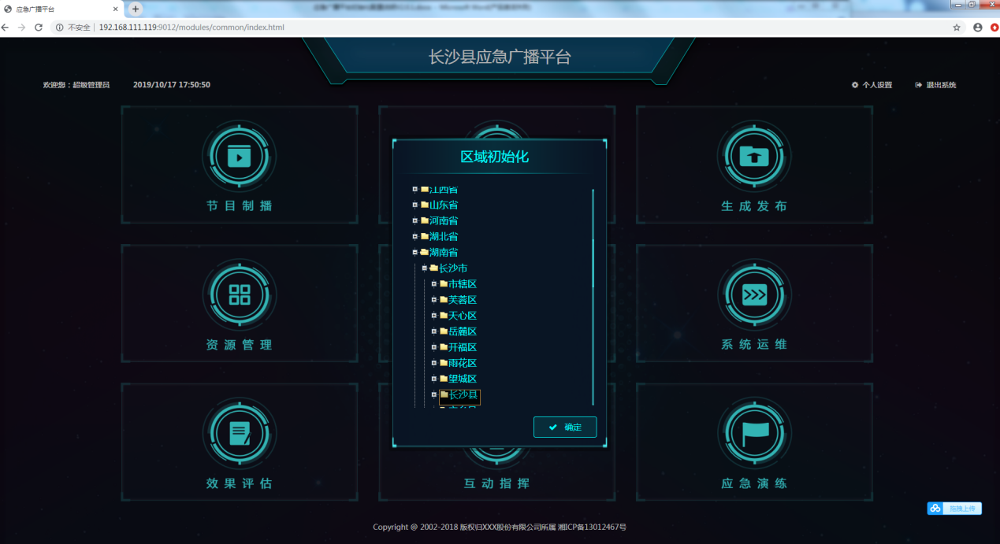 应急广播平台
不安全 192.168.111.119:9012/modules/common/index.html
长沙县应急广播平台
欢迎您：超级管理员 2019/10/17 17:50:50 个人设置 退出系统
区域初始化
江西省
山东省
河南省
湖北省
湖南省
长沙市
市辖区
芙蓉区
天心区
岳麓区
开福区
雨花区
望城区
长沙县
确定
节目制播
生成发布
资源管理
系统运维
效果评估
互动指挥
应急演练
拖拽上传
Copyright @ 2002-2018 版权归XXX股份有限公司所属 湘ICP备13012467号